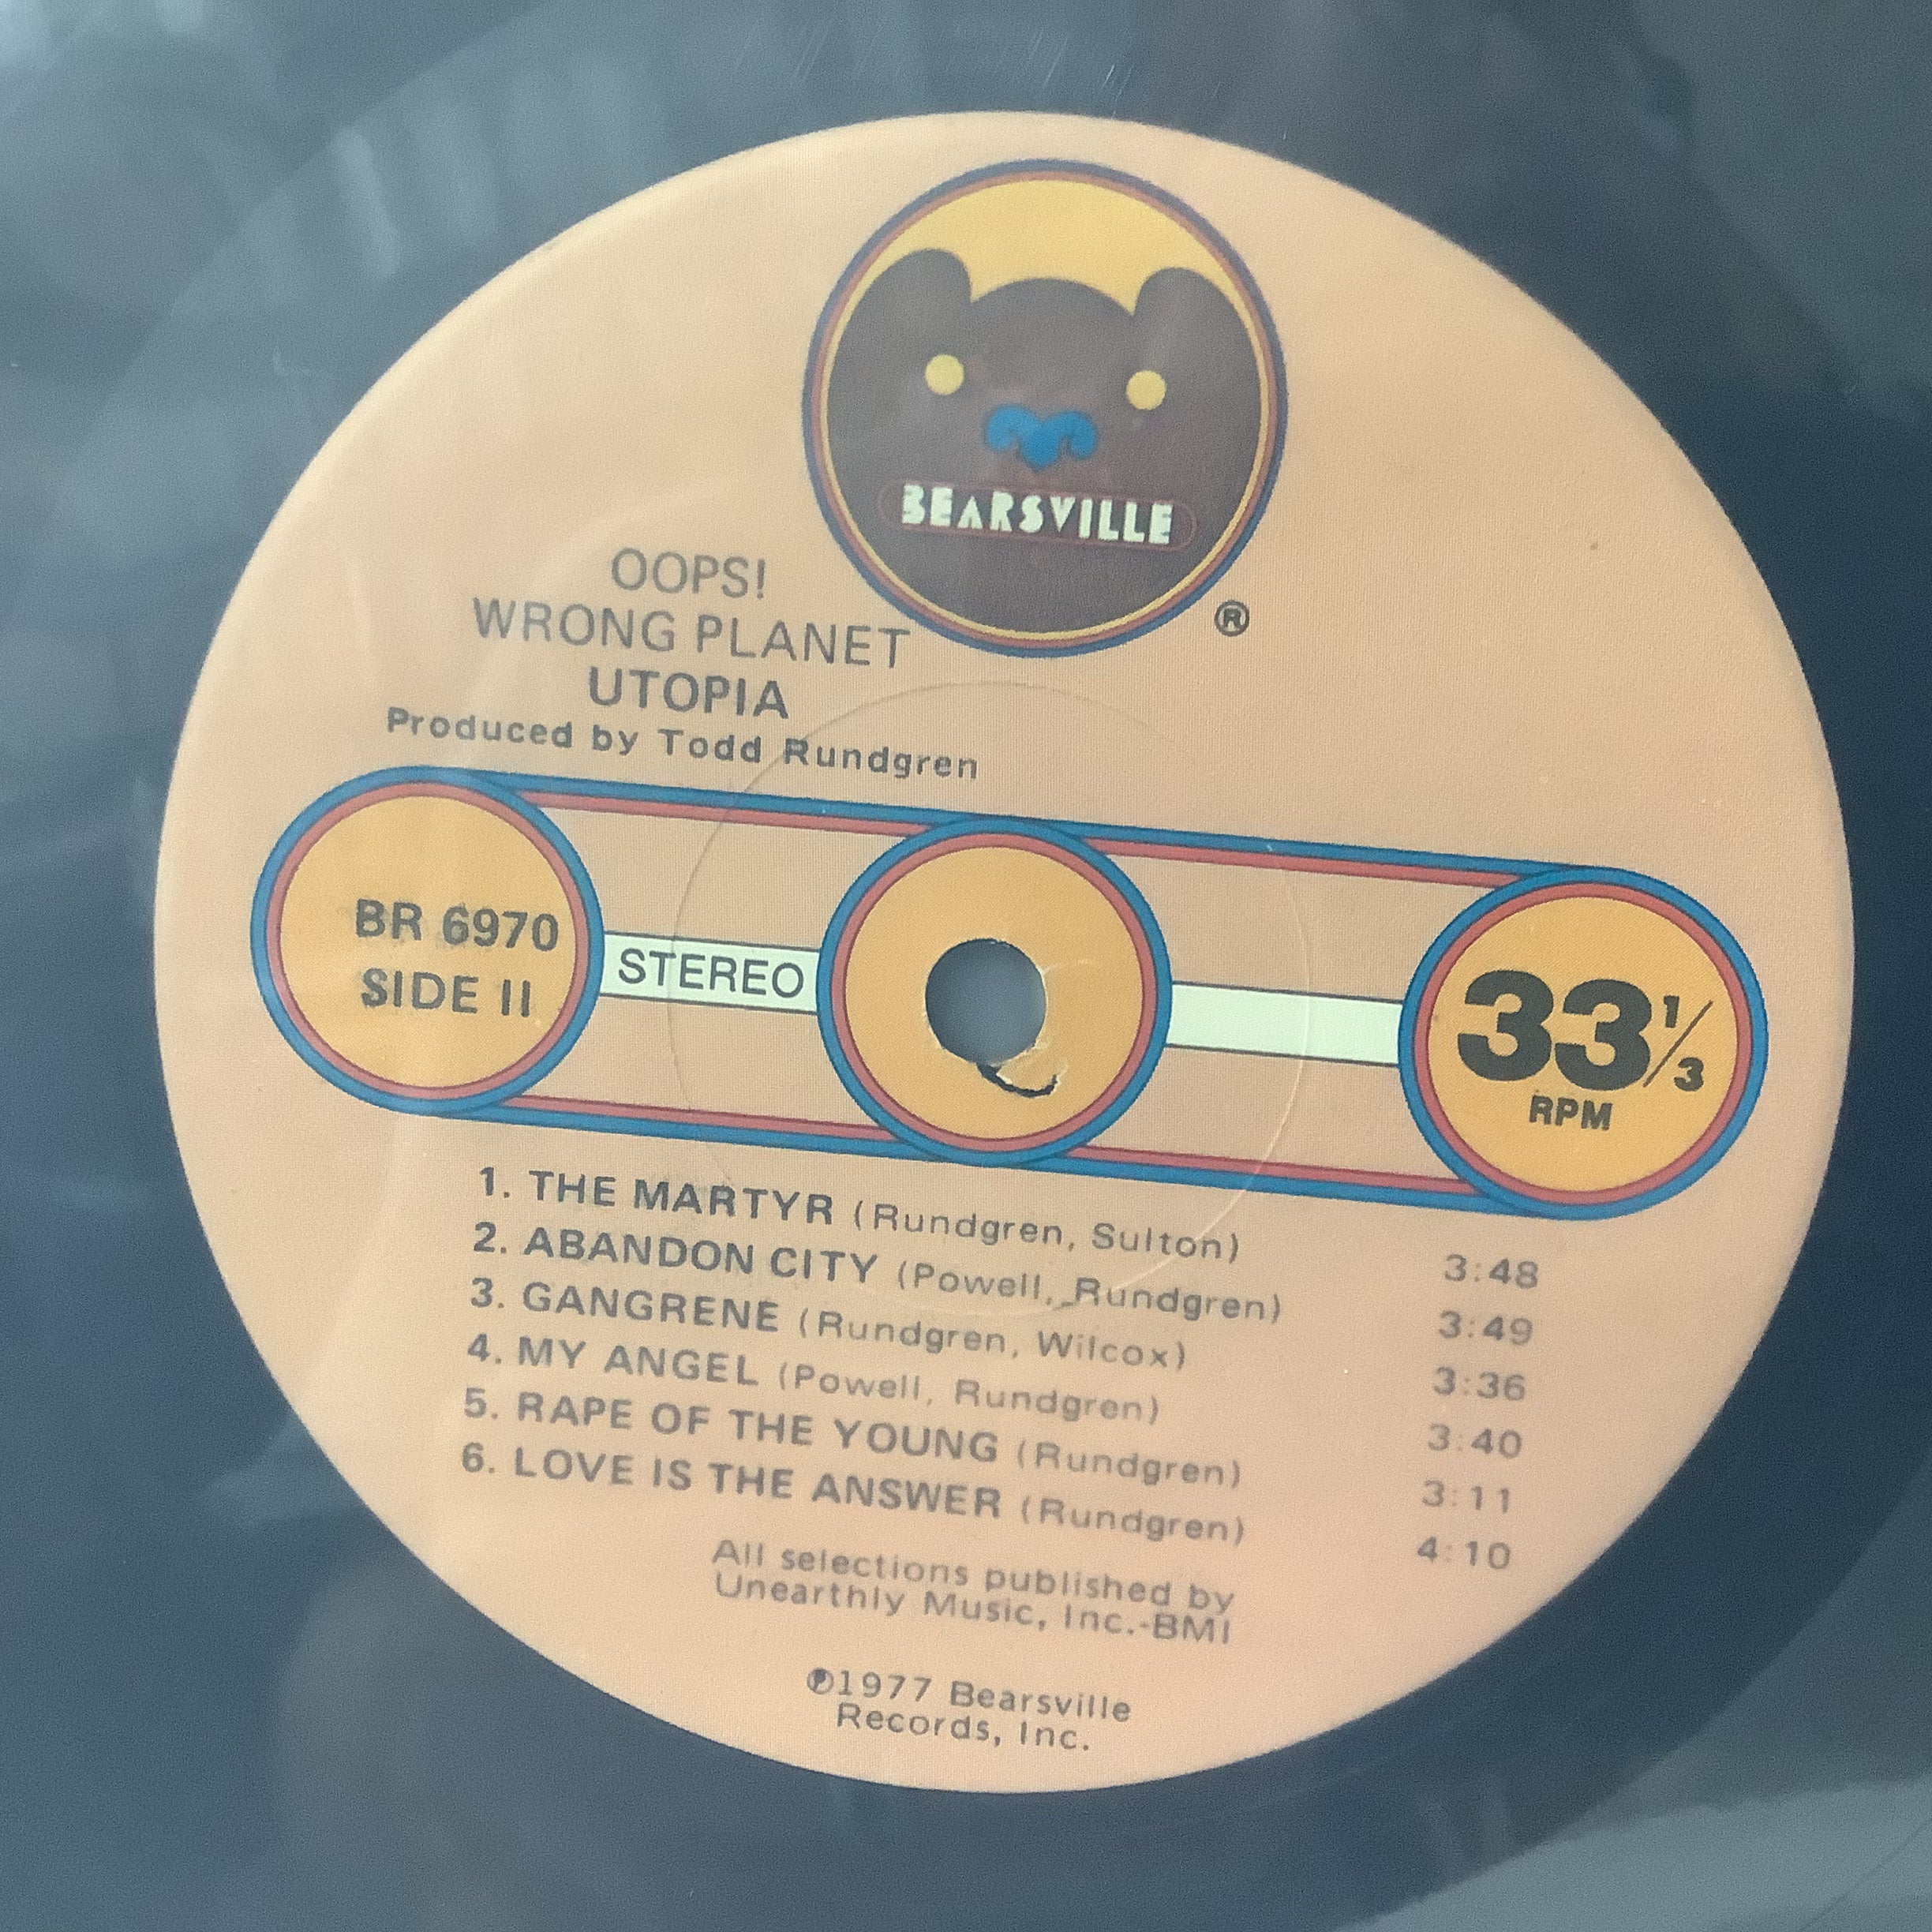 BEARSVILLE
®
OOPS!
WRONG PLANET
UTOPIA
Produced by Todd Rundgren
BR 6970
SIDE II
STEREO
33 1/3
RPM
1. THE MARTYR (Rundgren, Sulton) 3:48
2. ABANDON CITY (Powell, Rundgren) 3:49
3. GANGRENE (Rundgren, Wilcox) 3:36
4. MY ANGEL (Powell, Rundgren) 3:40
5. RAPE OF THE YOUNG (Rundgren) 3:11
6. LOVE IS THE ANSWER (Rundgren) 4:10
All selections published by
Unearthly Music, Inc.-BMI
℗1977 Bearsville
Records, Inc.